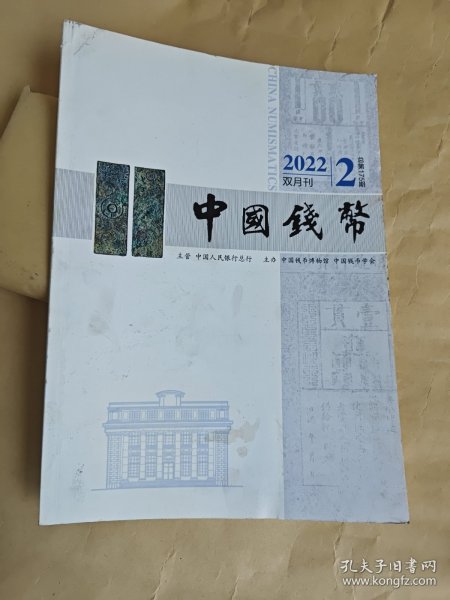 CHINA NUMISMATICS
2022
双月刊
2
总第175期
中國錢幣
主管 中国人民银行总行 主办 中国钱币博物馆 中国钱币学会
孔夫子旧书网
www.kongfz.com